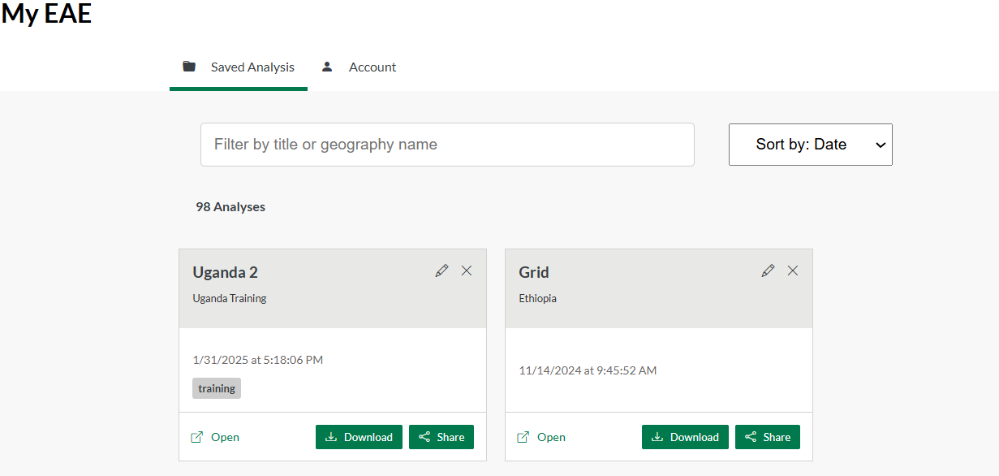 My EAE
Saved Analysis
Account
Filter by title or geography name
Sort by: Date
98 Analyses
Uganda 2
Uganda Training
1/31/2025 at 5:18:06 PM
training
Open
Download
Share
Grid
Ethiopia
11/14/2024 at 9:45:52 AM
Open
Download
Share